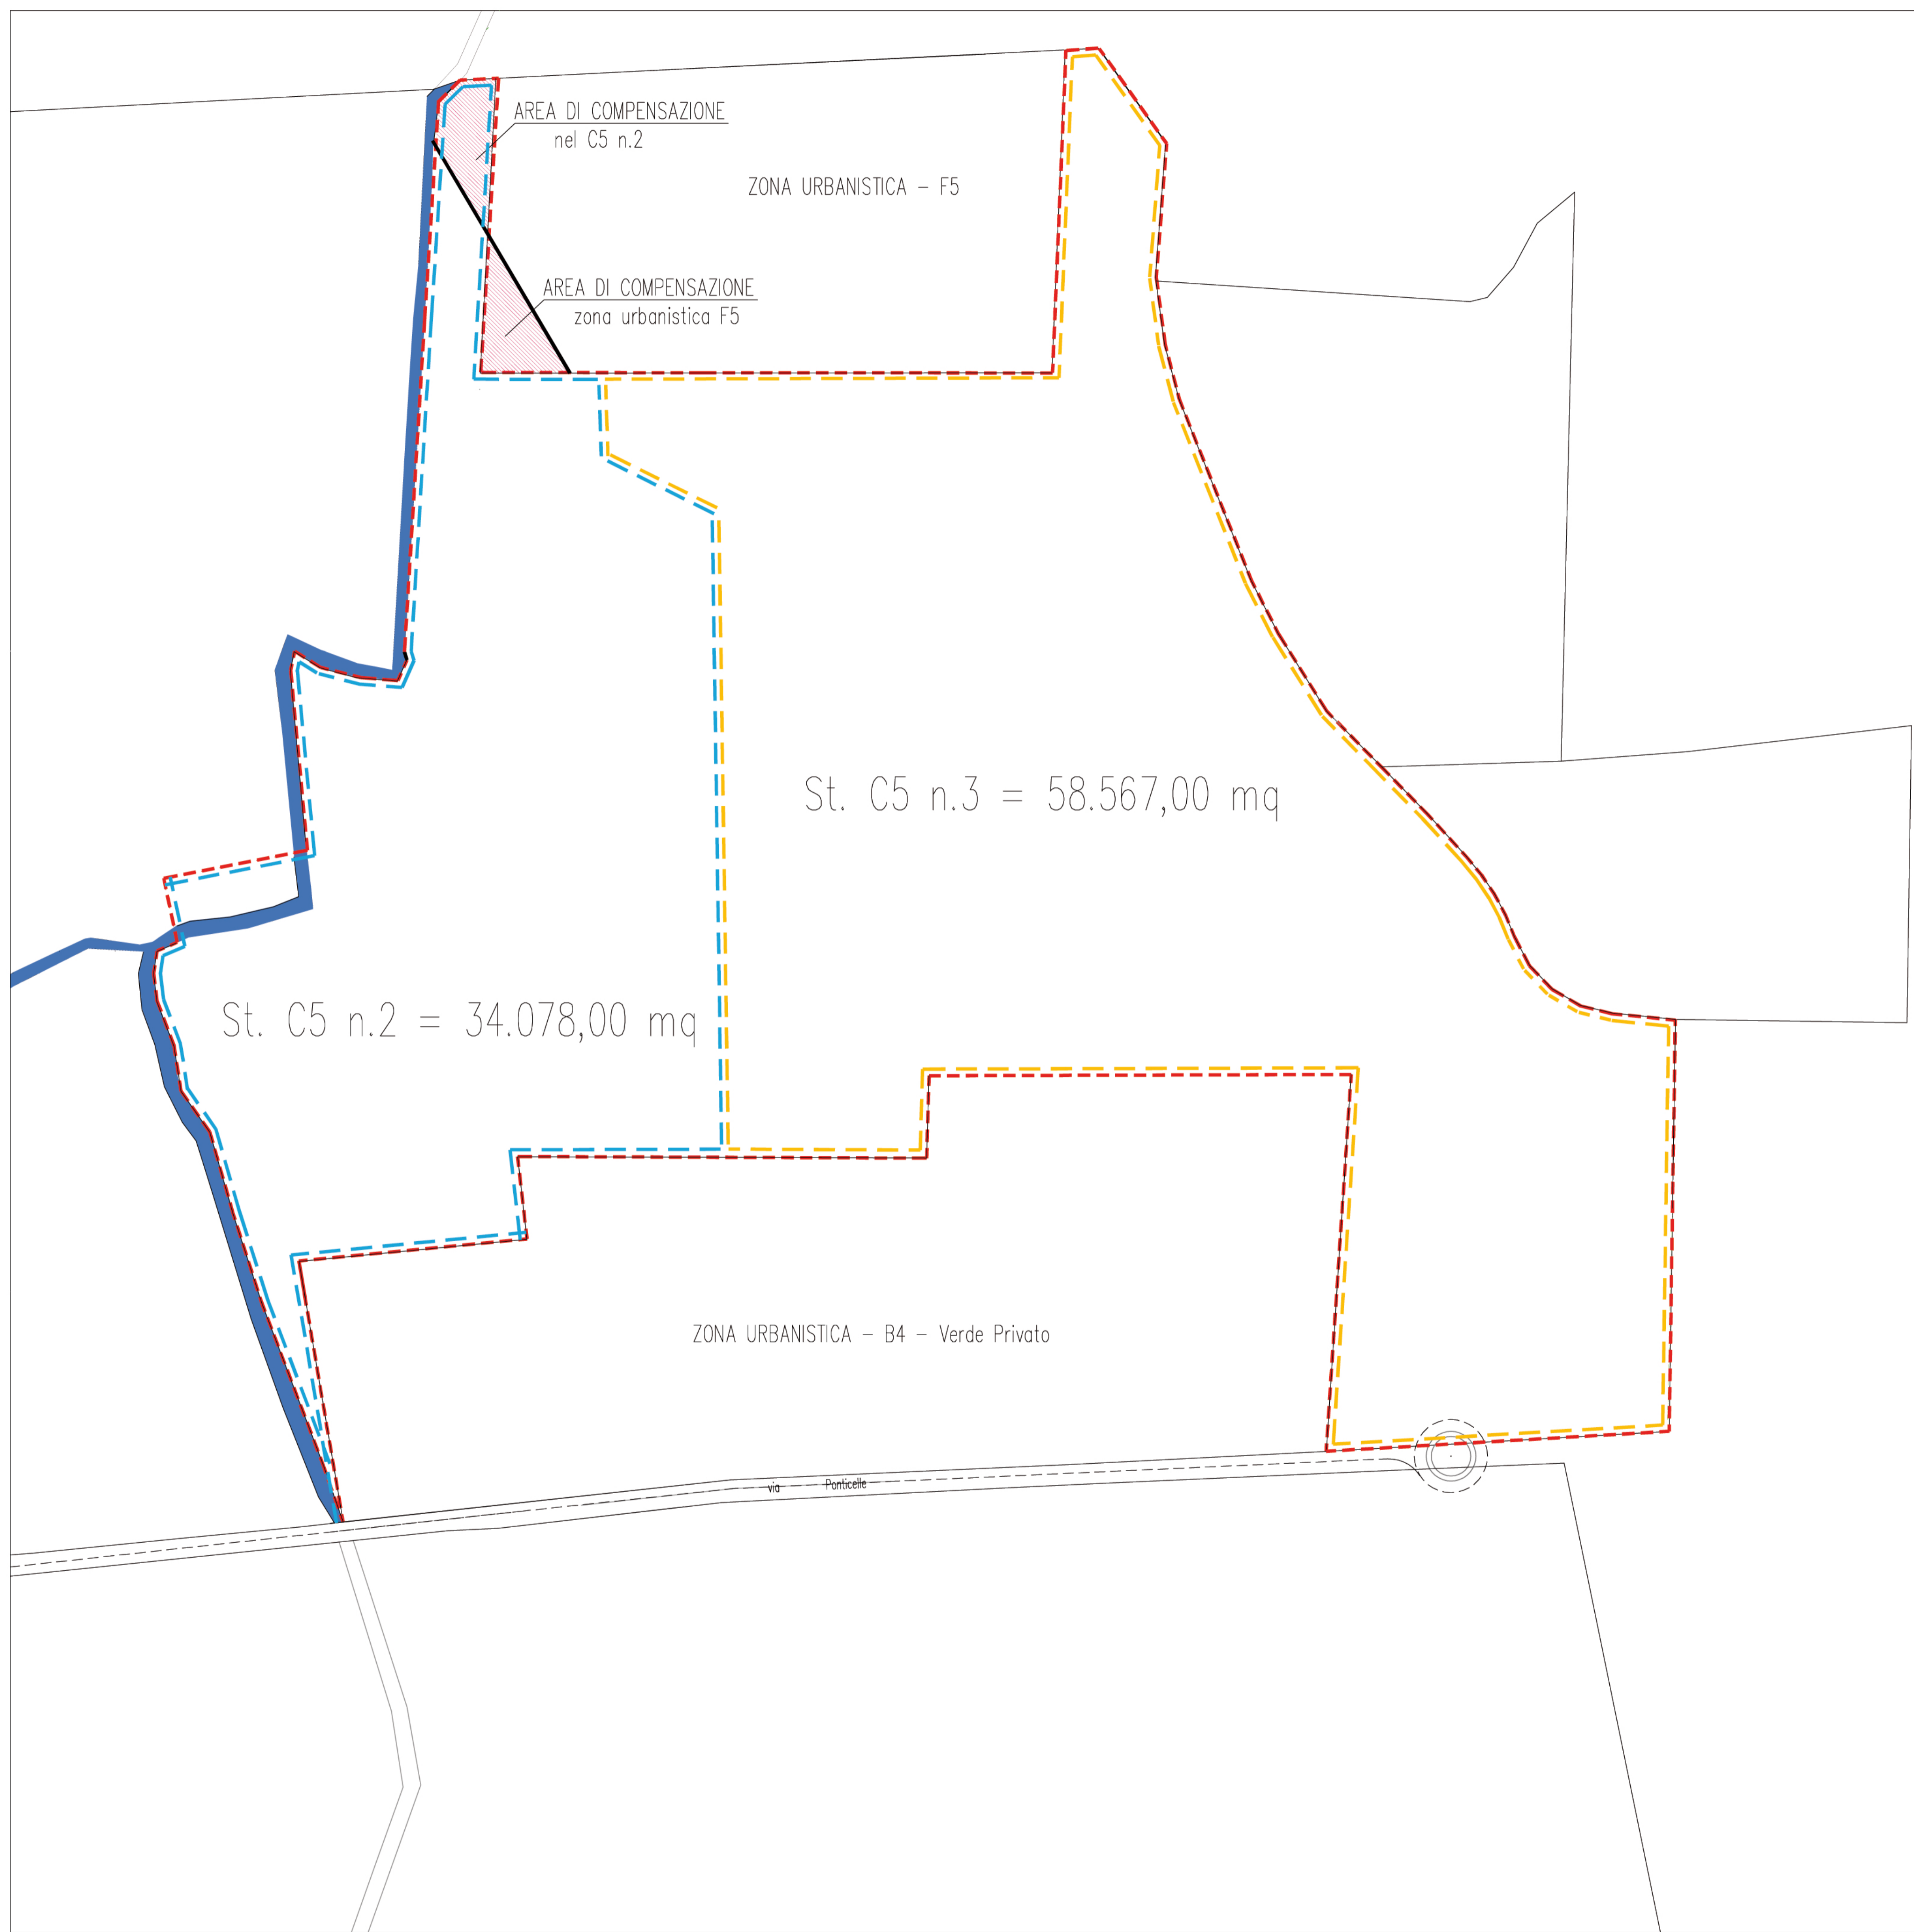 AREA DI COMPENSAZIONE
nel C5 n.2
ZONA URBANISTICA - F5
AREA DI COMPENSAZIONE
zona urbanistica F5
St. C5 n.3 = 58.567,00 mq
St. C5 n.2 = 34.078,00 mq
ZONA URBANISTICA - B4 - Verde Privato
via Ponticelle